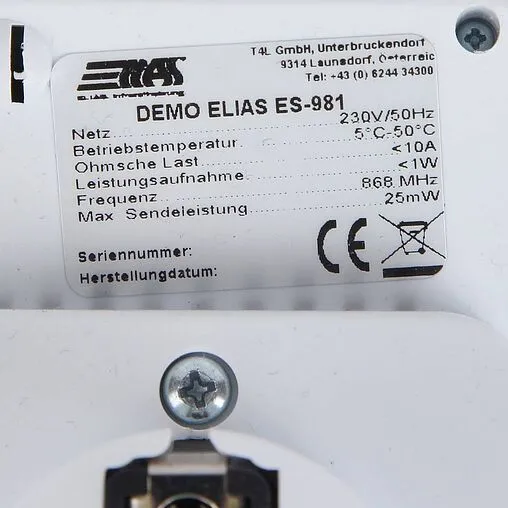 T4L GmbH, Unterbruckendorf
9314 Launsdorf, Österreic
Tel: +43 (0) 6244 34300
ELIAS
DEMO ELIAS ES-981
Netz 230V/50Hz
Betriebstemperatur 5°C-50°C
Ohmsche Last <10A
Leistungsaufnahme <1W
Frequenz 868 MHz
Max Sendeleistung 25mW
Seriennummer:
Herstellungdatum:
CE